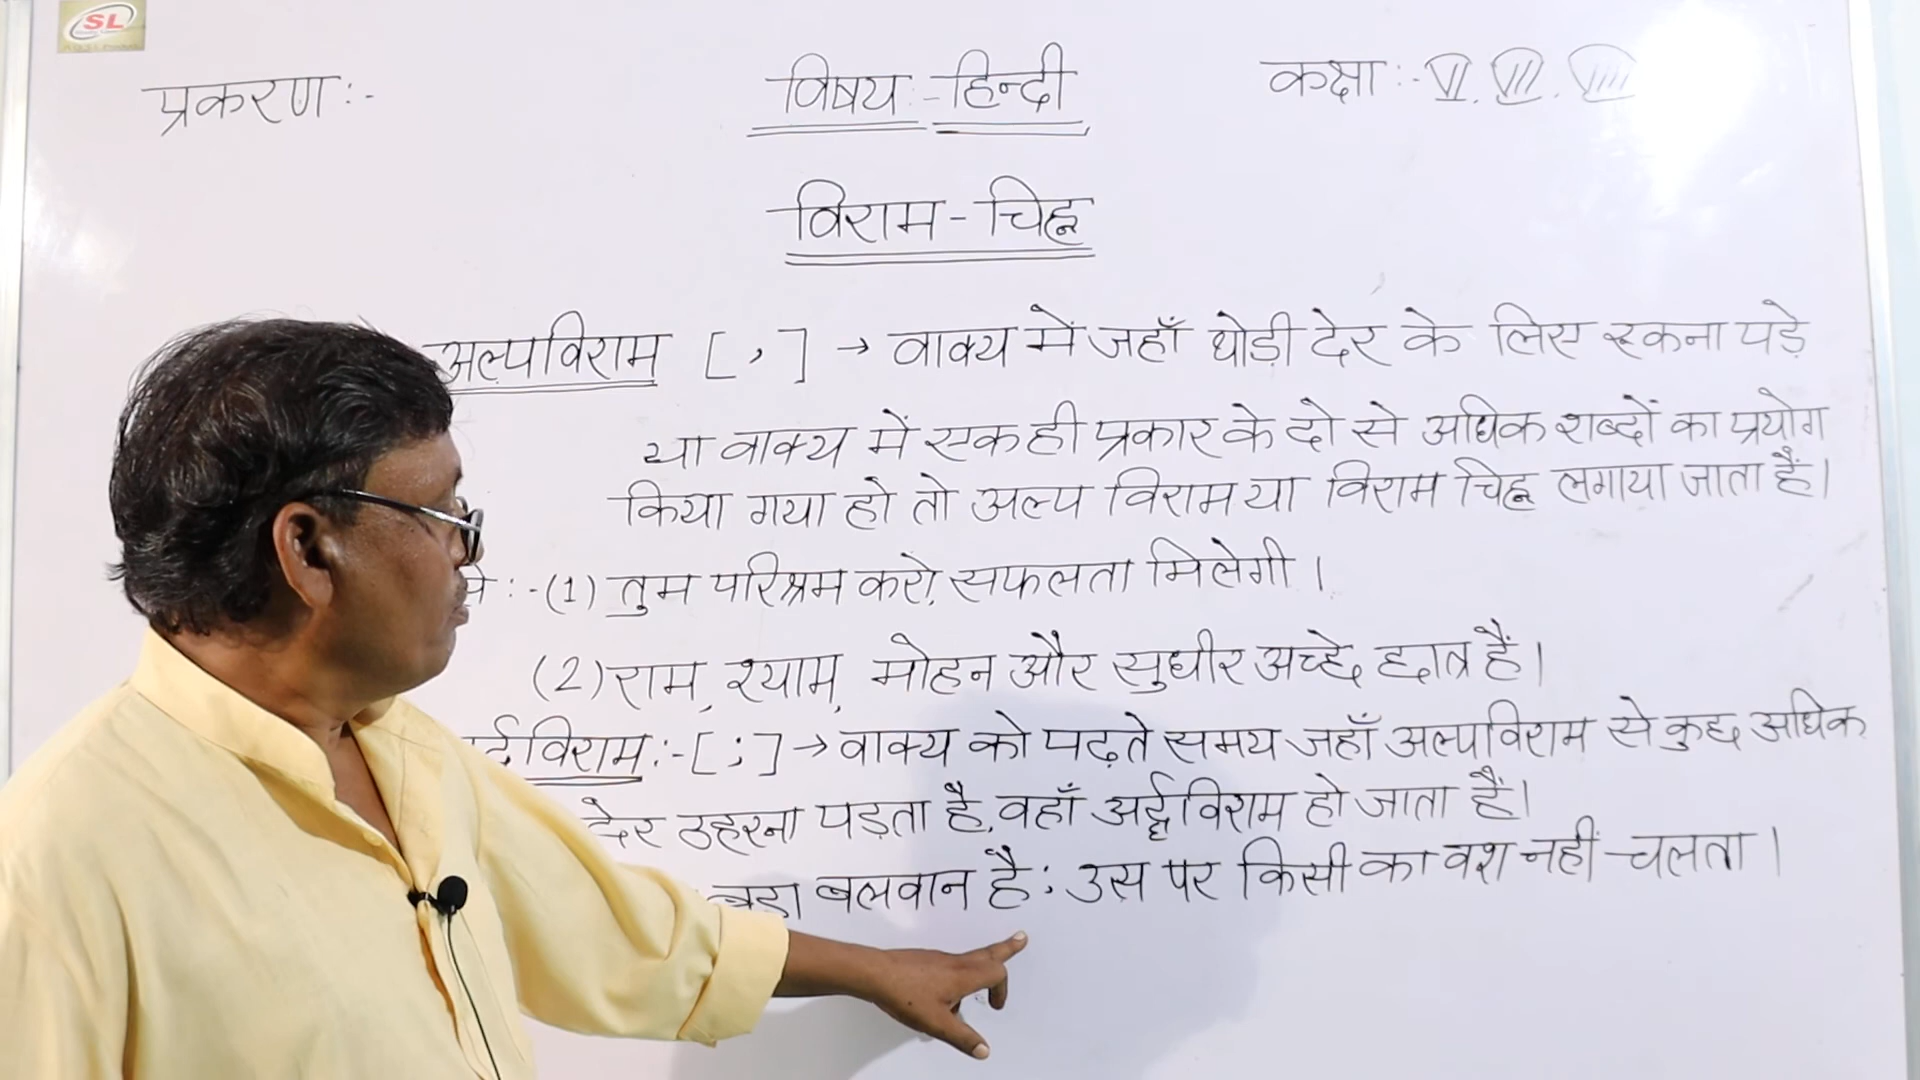 SL
प्रकरण :-
विषय :- हिन्दी
कक्षा :- VI, VII, VIII
विराम - चिह्न
अल्पविराम [ , ] → वाक्य में जहाँ थोड़ी देर के लिए रूकना पड़े
या वाक्य में एक ही प्रकार के दो से अधिक शब्दों का प्रयोग
किया गया हो तो अल्प विराम या विराम चिह्न लगाया जाता हैं।
:- (1) तुम परिश्रम करो, सफलता मिलेगी ।
(2) राम, श्याम, मोहन और सुधीर अच्छे छात्र हैं।
विराम :- [ ; ] → वाक्य को पढ़ते समय जहाँ अल्पविराम से कुछ अधिक
देर ठहरना पड़ता है, वहाँ अर्द्धविराम हो जाता हैं।
बड़ा बलवान है ; उस पर किसी का वश नहीं चलता ।